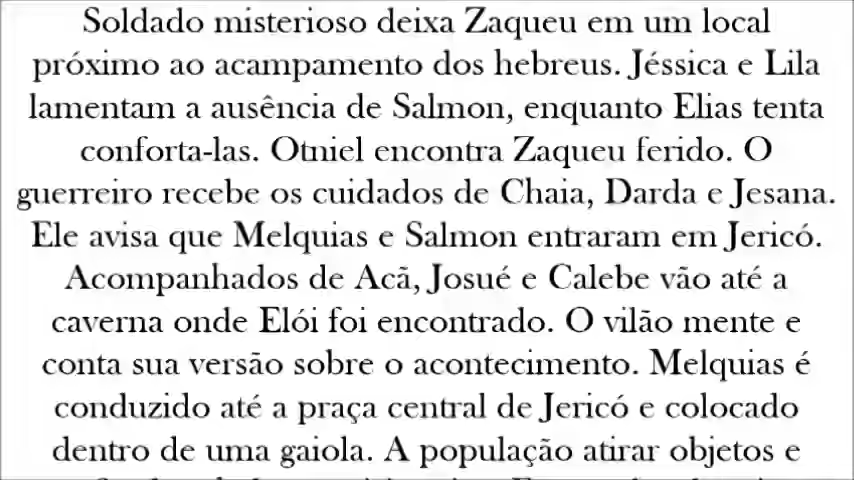 Soldado misterioso deixa Zaqueu em um local
próximo ao acampamento dos hebreus. Jéssica e Lila
lamentam a ausência de Salmon, enquanto Elias tenta
conforta-las. Otniel encontra Zaqueu ferido. O
guerreiro recebe os cuidados de Chaia, Darda e Jesana.
Ele avisa que Melquias e Salmon entraram em Jericó.
Acompanhados de Acã, Josué e Calebe vão até a
caverna onde Elói foi encontrado. O vilão mente e
conta sua versão sobre o acontecimento. Melquias é
conduzido até a praça central de Jericó e colocado
dentro de uma gaiola. A população atirar objetos e